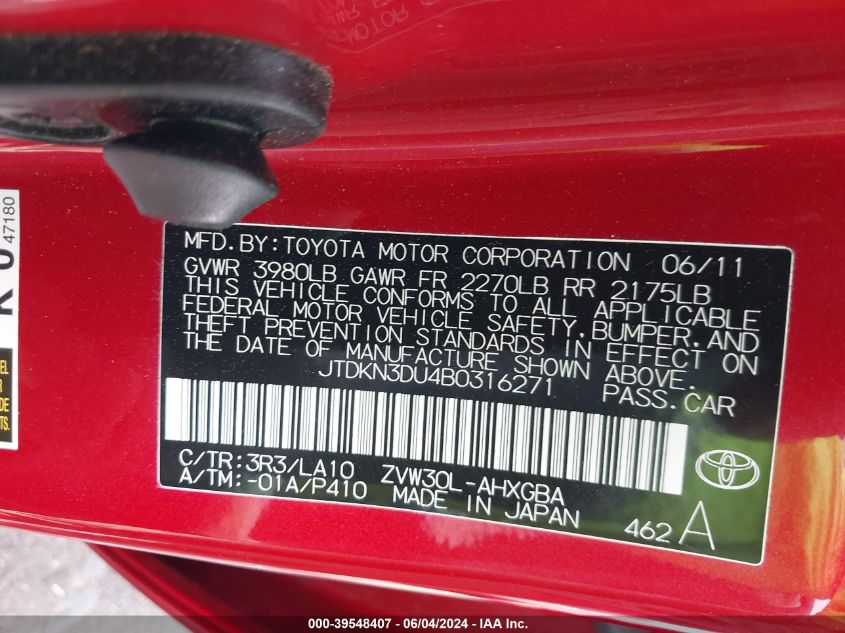 MFD.BY:TOYOTA MOTOR CORPORATION 06/11
GVWR 3980LB GAWR FR 2270LB RR 2175LB
THIS VEHICLE CONFORMS TO ALL APPLICABLE
FEDERAL MOTOR VEHICLE SAFETY,BUMPER,AND
THEFT PREVENTION STANDARDS IN EFFECT ON
THE DATE OF MANUFACTURE SHOWN ABOVE.
JTDKN3DU4B0316271 PASS.CAR
C/TR:3R3/LA10 ZVW30L-AHXGBA
A/TM:-01A/P410 MADE IN JAPAN
462 A
47180
000-39548407 - 06/04/2024 - © IAA Inc.